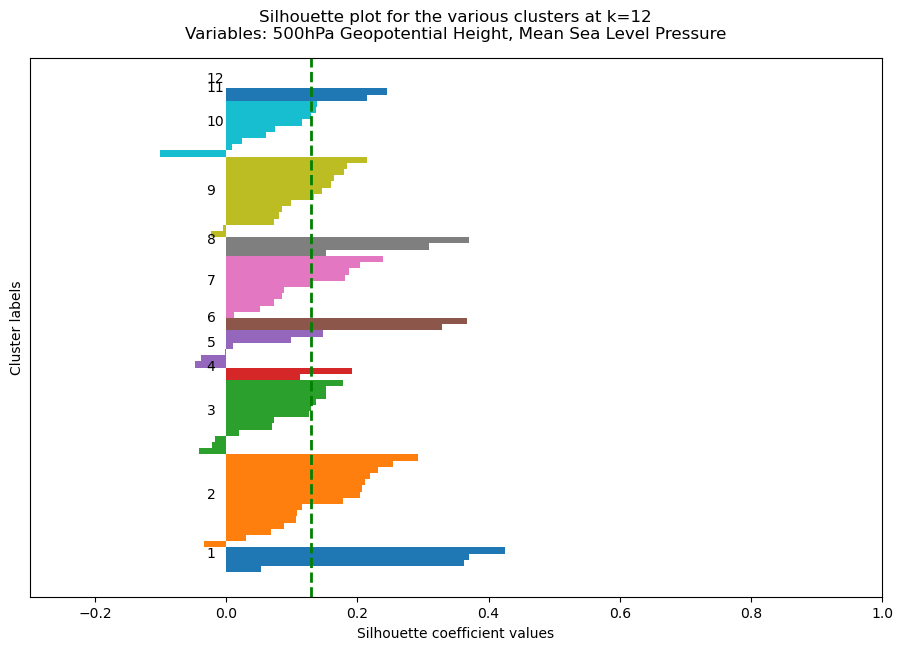 Silhouette plot for the various clusters at k=12
Variables: 500hPa Geopotential Height, Mean Sea Level Pressure
12
11
10
9
8
7
6
5
4
3
2
1
Cluster labels
−0.2 0.0 0.2 0.4 0.6 0.8 1.0
Silhouette coefficient values